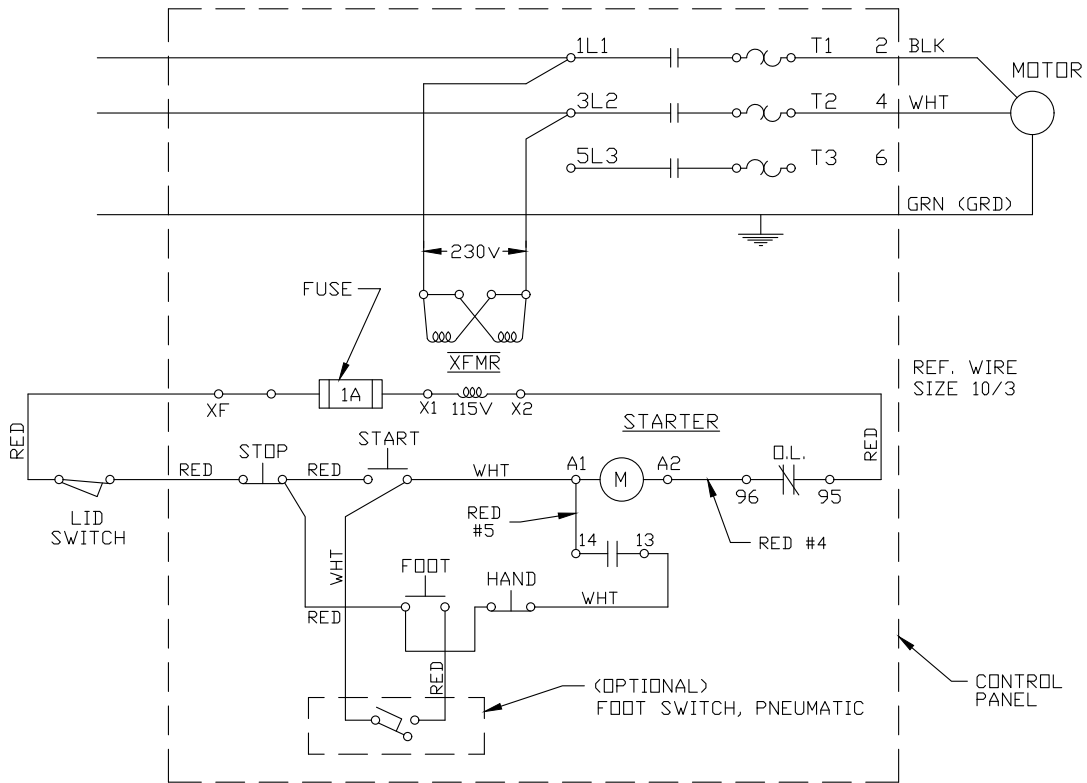 1L1 T1 2 BLK
MOTOR
3L2 T2 4 WHT
5L3 T3 6
GRN (GRD)
230v
FUSE
XFMR
1A
XF X1 115V X2
REF. WIRE
SIZE 10/3
STARTER
RED
STOP
START
RED RED WHT
A1 M A2
O.L.
96 95
RED
LID
SWITCH
RED
#5
RED #4
14 13
WHT
FOOT
HAND
WHT
RED
RED
(OPTIONAL)
FOOT SWITCH, PNEUMATIC
CONTROL
PANEL